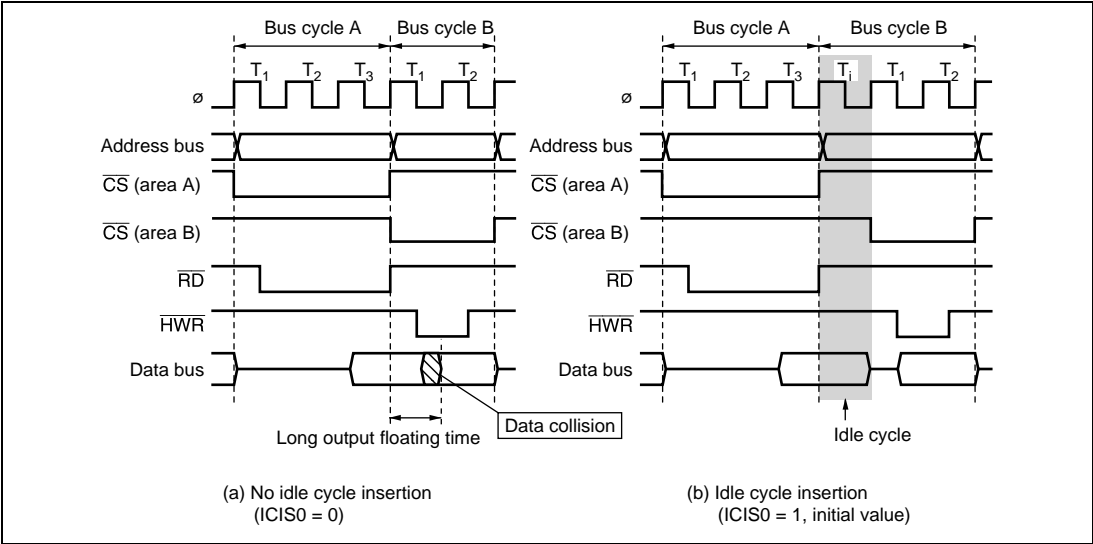 Bus cycle A
Bus cycle B
T1 T2 T3 T1 T2
ø
Address bus
CS (area A)
CS (area B)
RD
HWR
Data bus
Long output floating time
Data collision
(a) No idle cycle insertion
(ICIS0 = 0)
Bus cycle A
Bus cycle B
T1 T2 T3 Ti T1 T2
ø
Address bus
CS (area A)
CS (area B)
RD
HWR
Data bus
Idle cycle
(b) Idle cycle insertion
(ICIS0 = 1, initial value)